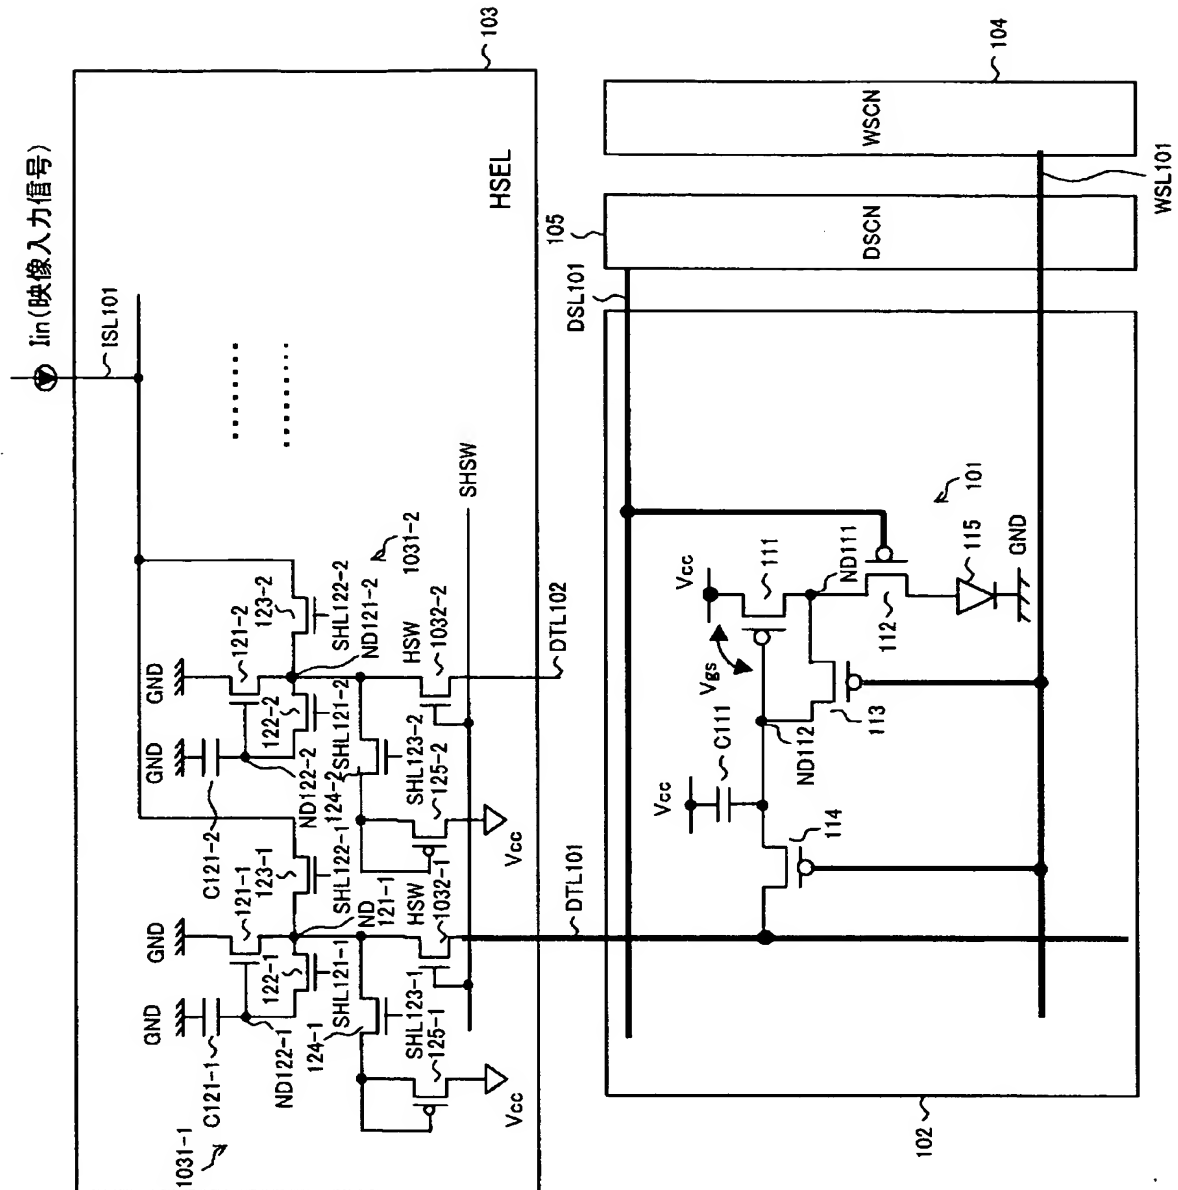 Iin(映像入力信号)
ISL101
103
HSEL
GND
GND
GND
GND
C121-1
121-1
C121-2
121-2
1031-1
ND122-1
122-1
SHL121-1
ND
121-1
123-1
SHL122-1
ND122-2
122-2
SHL121-2
ND121-2
123-2
SHL122-2
1031-2
124-1
SHL123-1
125-1
Vcc
HSW
1032-1
124-2
SHL123-2
125-2
Vcc
HSW
1032-2
SHSW
DTL102
DTL101
DSL101
105
DSCN
104
WSCN
WSL101
102
101
Vcc
C111
Vcc
Vgs
111
ND111
ND112
112
113
114
115
GND